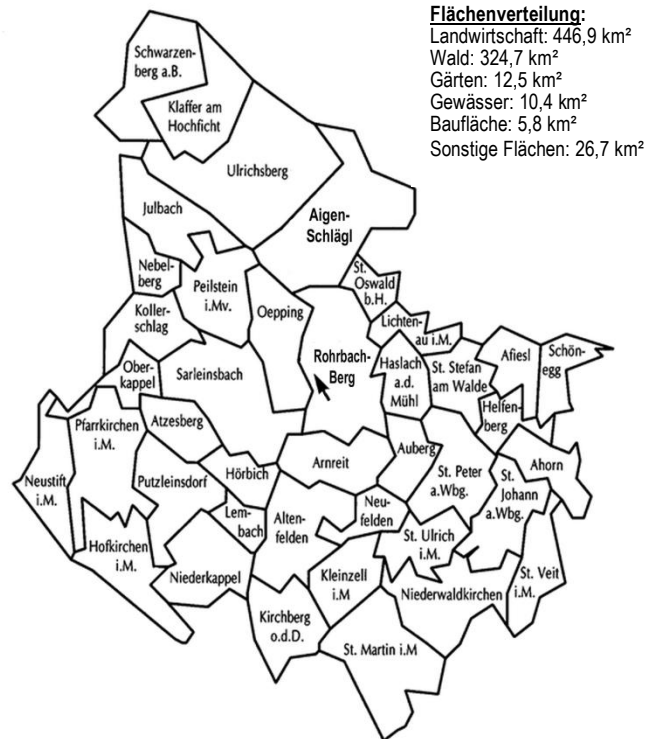 Flächenverteilung:
Landwirtschaft: 446,9 km²
Wald: 324,7 km²
Gärten: 12,5 km²
Gewässer: 10,4 km²
Baufläche: 5,8 km²
Sonstige Flächen: 26,7 km²
Schwarzen-
berg a.B.
Klaffer am
Hochficht
Ulrichsberg
Julbach
Aigen-
Schlägl
Nebel-
berg
Peilstein
i.Mv.
Oepping
St.
Oswald
b.H.
Koller-
schlag
Lichten-
au i.M.
Rohrbach-
Berg
Haslach
a.d.
Mühl
St. Stefan
am Walde
Afiesl
Schön-
egg
Ober-
kappel
Sarleinsbach
Helfen-
berg
Pfarrkirchen
i.M.
Atzesberg
Neustift
i.M.
Putzleinsdorf
Hörbich
Arnreit
Auberg
St. Peter
a.Wbg.
St.
Johann
a.Wbg.
Ahorn
Lem-
bach
Alten-
felden
Neu-
felden
Hofkirchen
i.M.
St. Ulrich
i.M.
Niederkappel
Kleinzell
i.M
Niederwaldkirchen
St. Veit
i.M.
Kirchberg
o.d.D.
St. Martin i.M